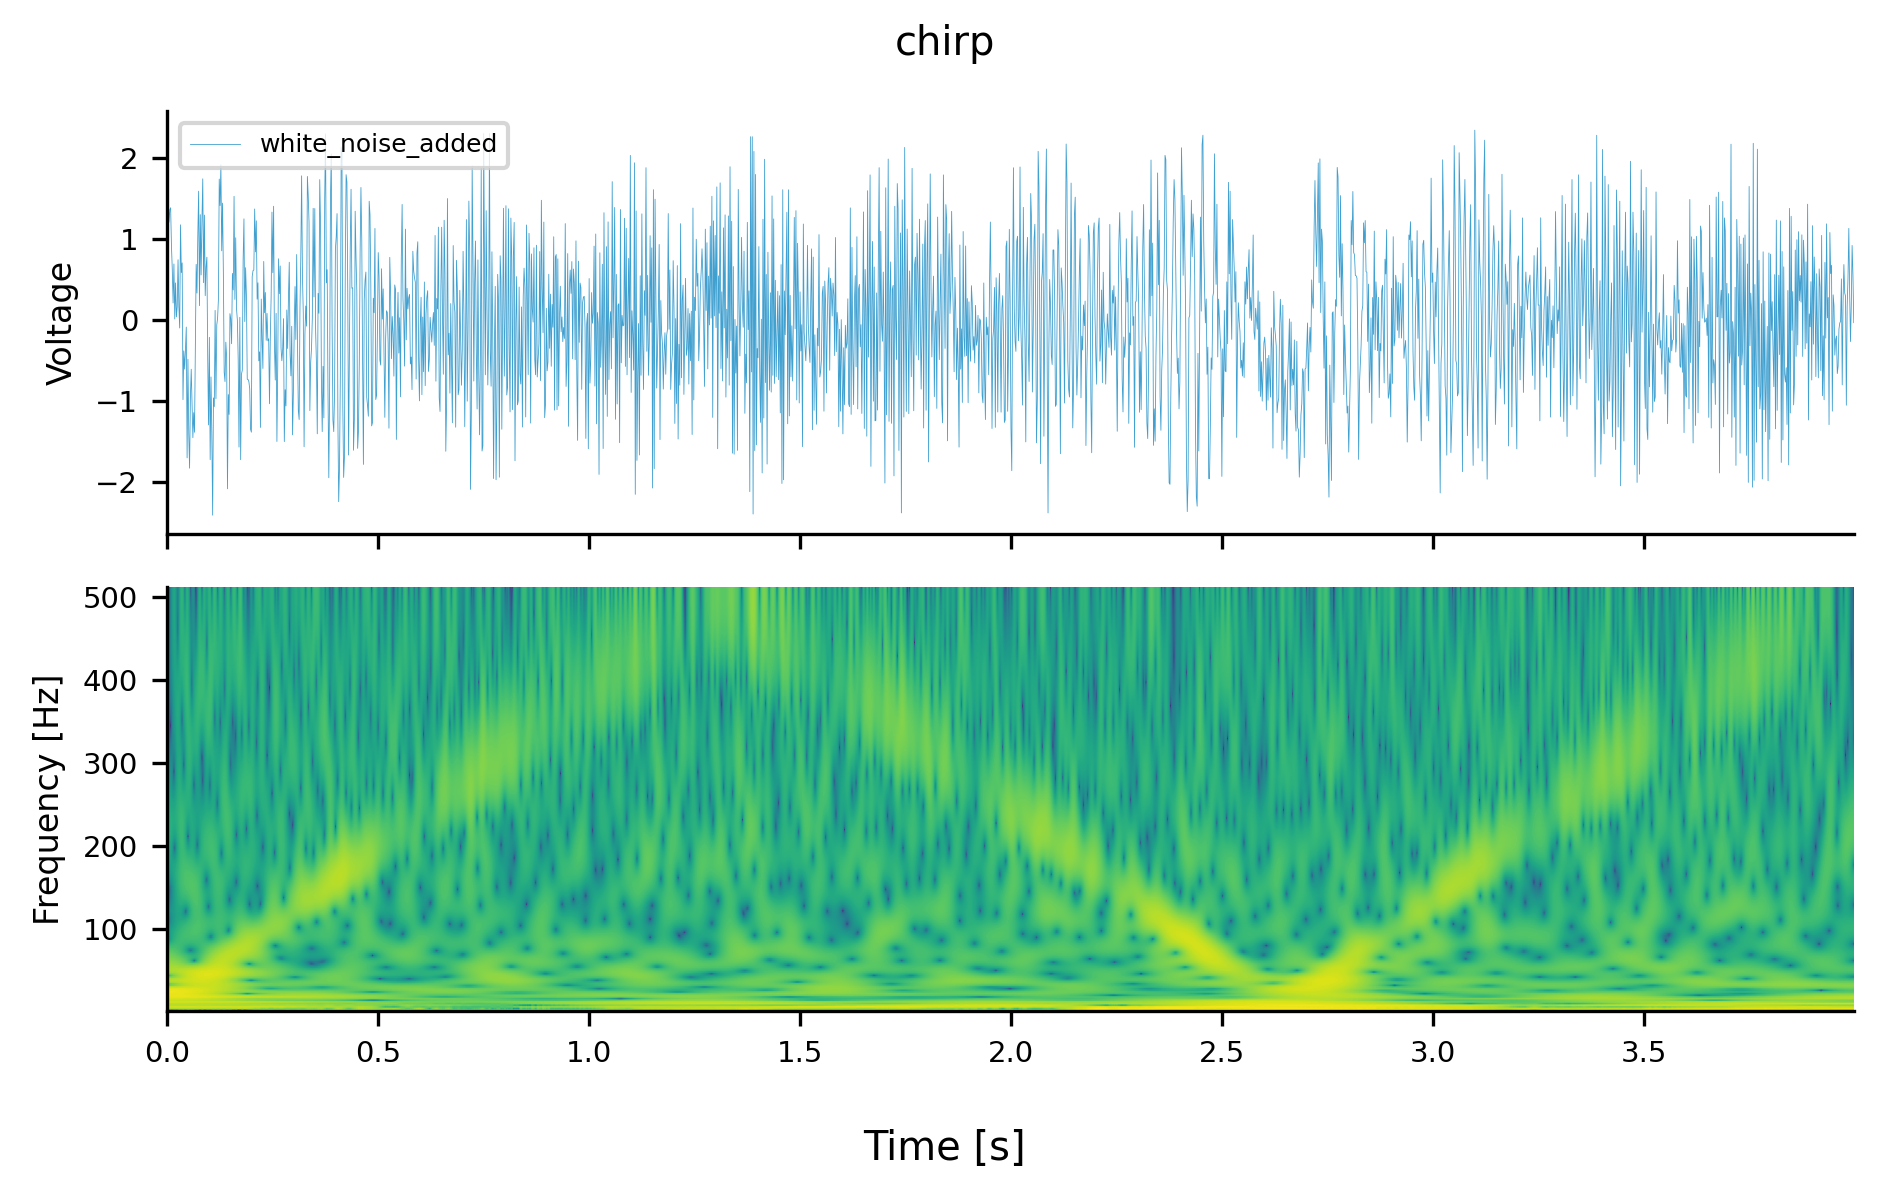 chirp
white_noise_added
2
1
0
−1
−2
Voltage
500
400
300
200
100
Frequency [Hz]
0.0 0.5 1.0 1.5 2.0 2.5 3.0 3.5
Time [s]